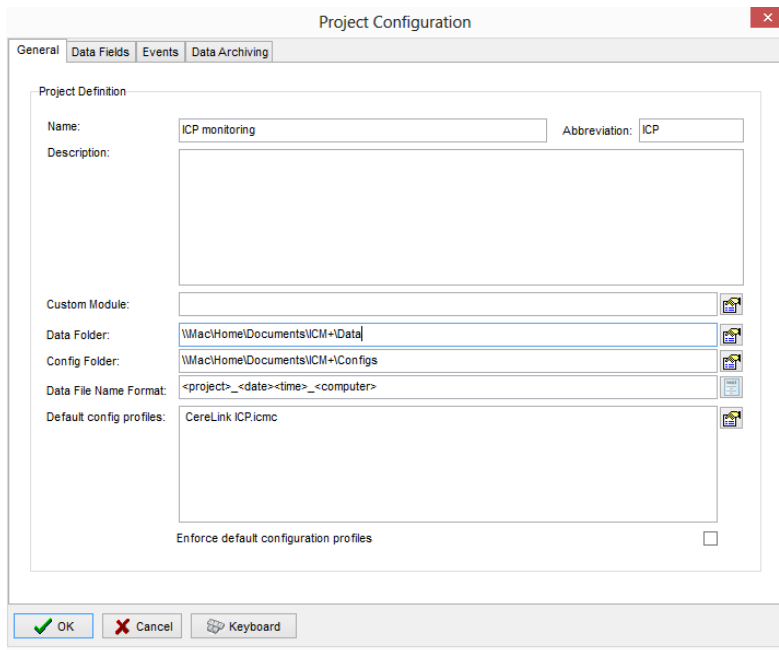 Project Configuration
General Data Fields Events Data Archiving
Project Definition
Name: ICP monitoring Abbreviation: ICP
Description:
Custom Module:
Data Folder: \\Mac\Home\Documents\ICM+\Data
Config Folder: \\Mac\Home\Documents\ICM+\Configs
Data File Name Format: <project>_<date><time>_<computer>
Default config profiles: CereLink ICP.icmc
Enforce default configuration profiles
OK Cancel Keyboard